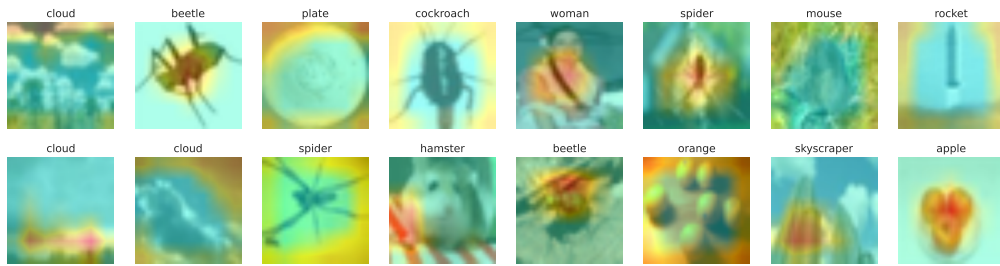 cloud beetle plate cockroach woman spider mouse rocket
cloud cloud spider hamster beetle orange skyscraper apple